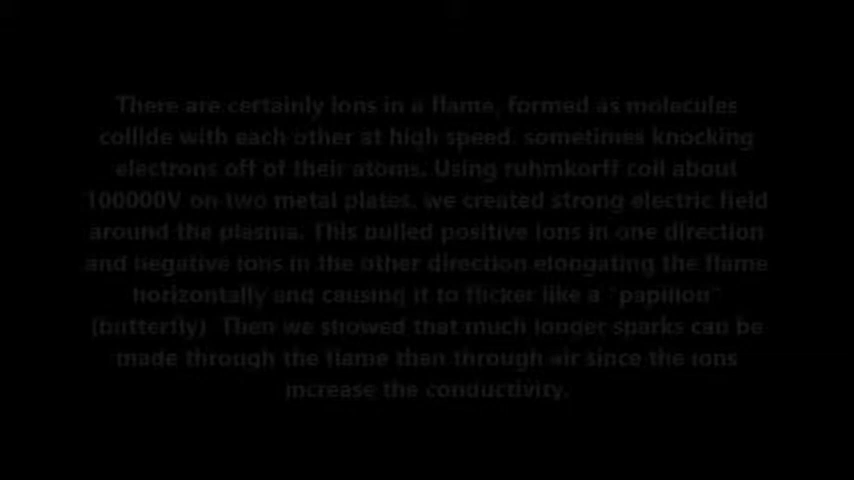 There are certainly ions in a flame, formed as molecules
collide with each other at high speed, sometimes knocking
electrons off of their atoms. Using ruhmkorff coil about
100000V on two metal plates, we created strong electric field
around the plasma. This pulled positive ions in one direction
and negative ions in the other direction elongating the flame
horizontally and causing it to flicker like a "papillon"
(butterfly). Then we showed that much longer sparks can be
made through the flame then through air since the ions
increase the conductivity.